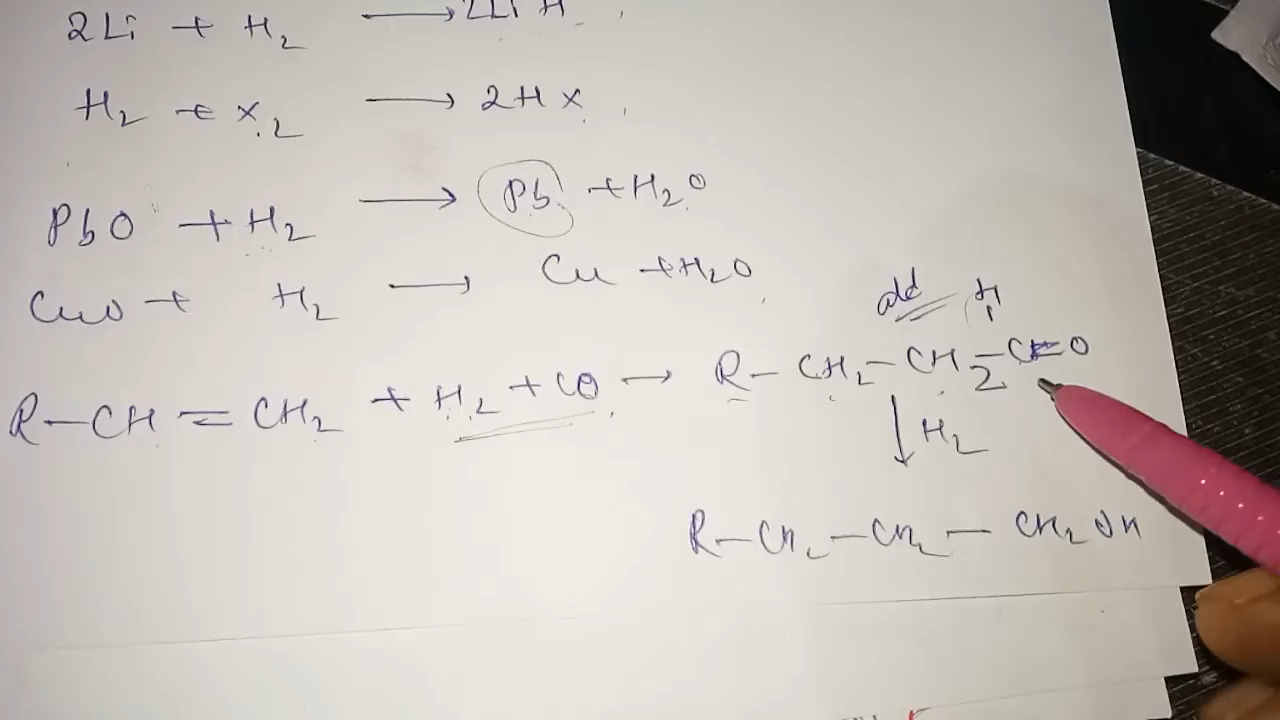 2Li + H2 → 2LiH
H2 + X2 → 2HX
PbO + H2 → Pb + H2O
CuO + H2 → Cu + H2O
ald H
R-CH=CH2 + H2 + CO → R-CH2-CH2-C=O
↓ H2
R-CH2-CH2-CH2OH